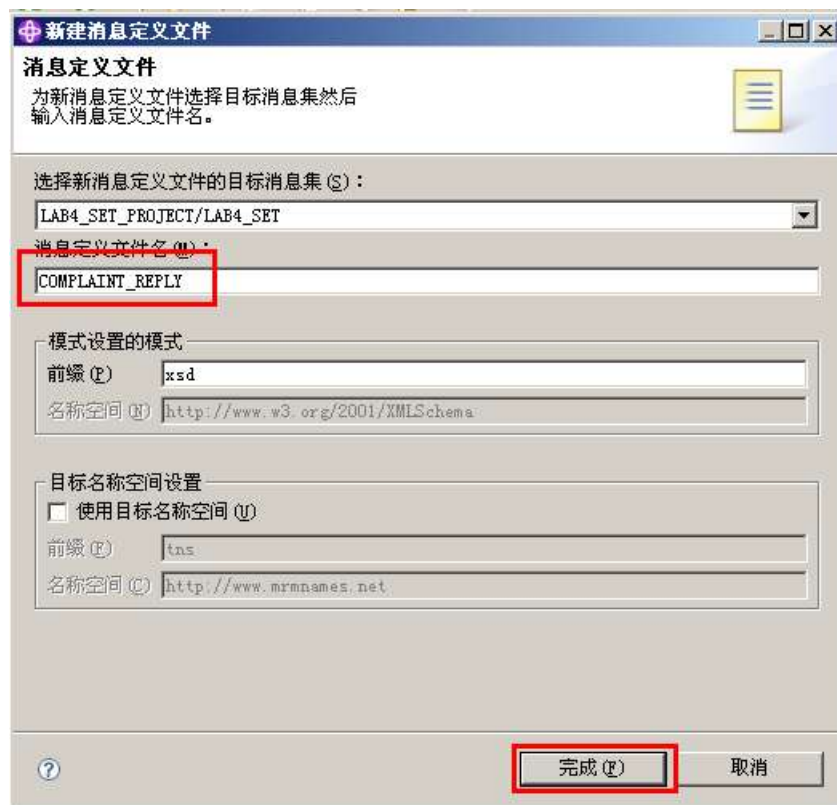 新建消息定义文件
消息定义文件
为新消息定义文件选择目标消息集然后
输入消息定义文件名。
选择新消息定义文件的目标消息集(S):
LAB4_SET_PROJECT/LAB4_SET
消息定义文件名(M):
COMPLAINT_REPLY
模式设置的模式
前缀(P) xsd
名称空间(N) http://www.w3.org/2001/XMLSchema
目标名称空间设置
使用目标名称空间(U)
前缀(E) tns
名称空间(C) http://www.mrmnames.net
完成(F) 取消